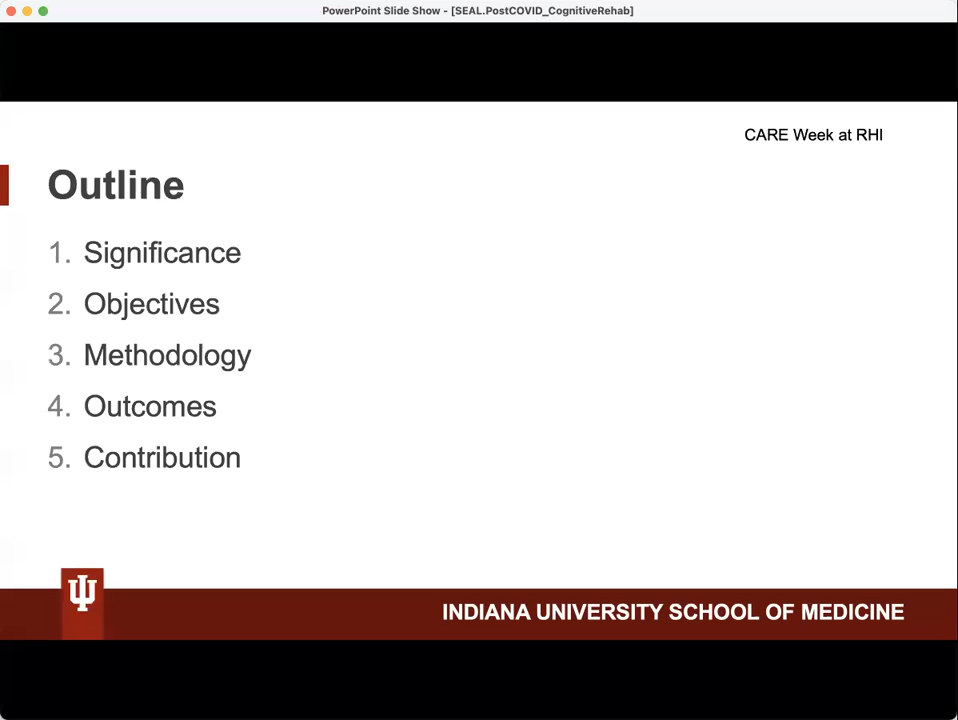 PowerPoint Slide Show - [SEAL.PostCOVID_CognitiveRehab]
CARE Week at RHI
Outline
1. Significance
2. Objectives
3. Methodology
4. Outcomes
5. Contribution
INDIANA UNIVERSITY SCHOOL OF MEDICINE